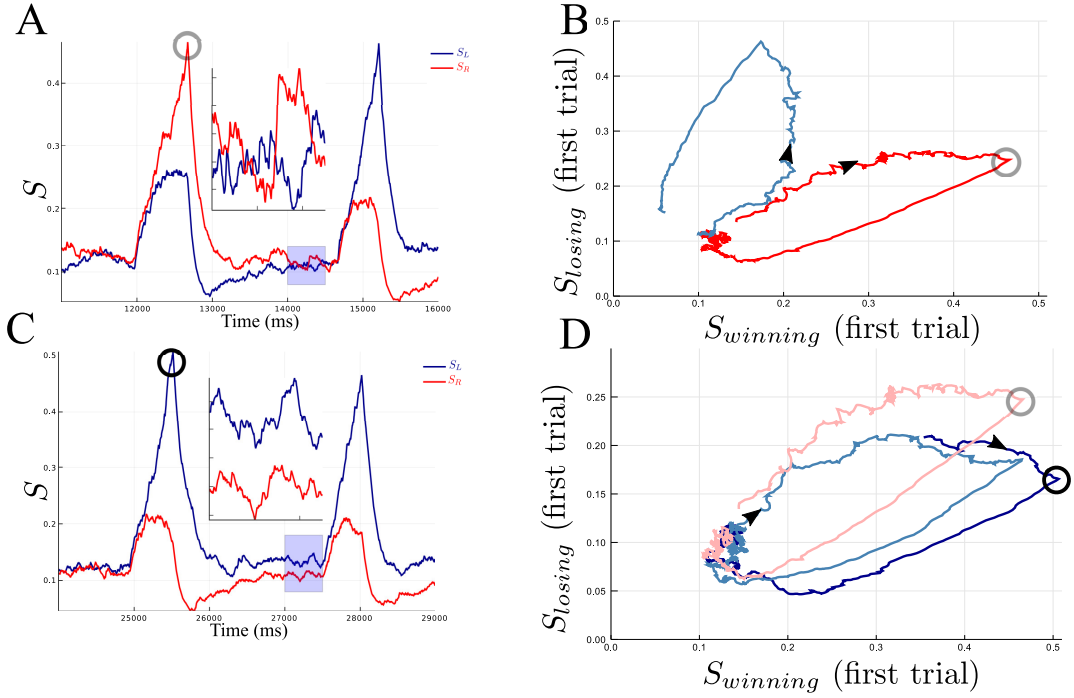 A
S_L
S_R
0.4
0.3
0.2
0.1
S
12000
13000
14000
15000
16000
Time (ms)
B
0.5
0.4
0.3
0.2
0.1
0.0
S_losing (first trial)
0.0
0.1
0.2
0.3
0.4
0.5
S_winning (first trial)
C
S_L
S_R
0.5
0.4
0.3
0.2
0.1
S
25000
26000
27000
28000
29000
Time (ms)
D
0.25
0.20
0.15
0.10
0.05
0.00
S_losing (first trial)
0.0
0.1
0.2
0.3
0.4
0.5
S_winning (first trial)